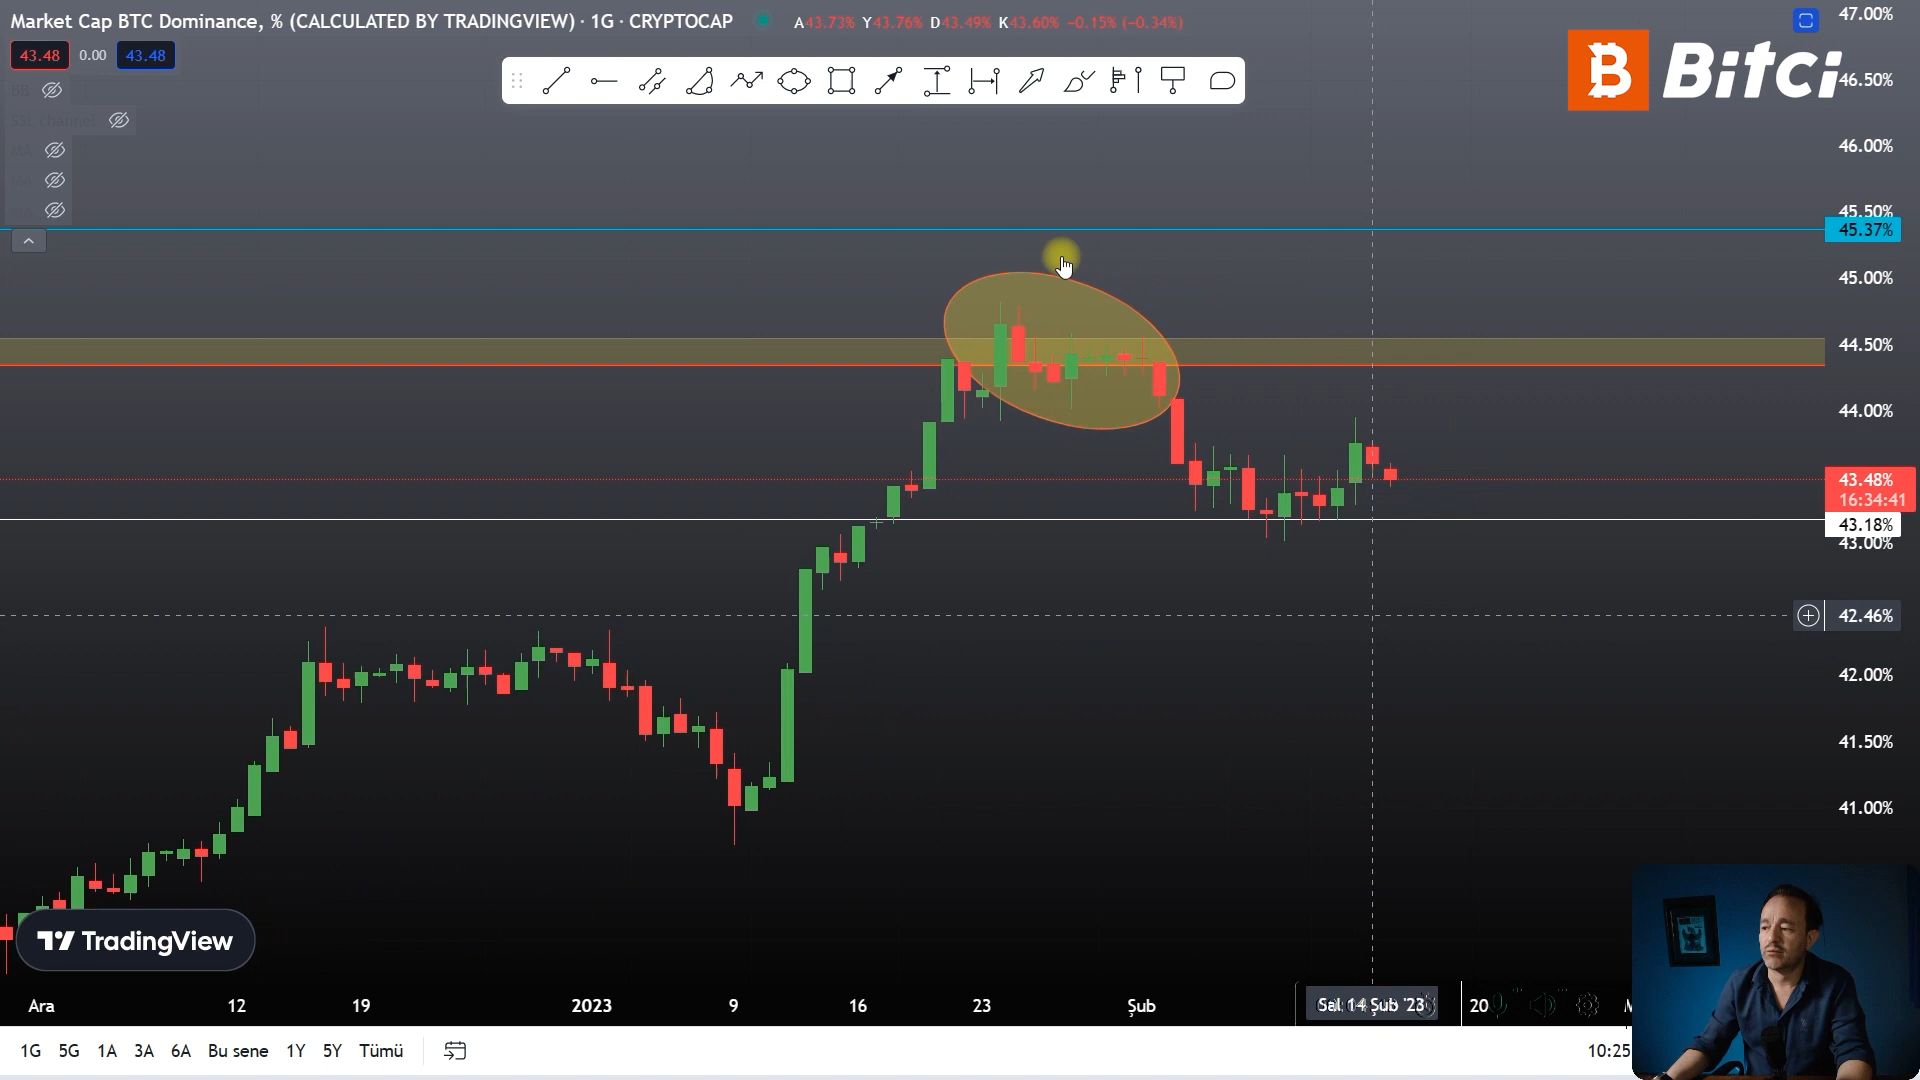 Market Cap BTC Dominance, % (CALCULATED BY TRADINGVIEW) · 1G · CRYPTOCAP A43.73% Y43.76% D43.49% K43.60% −0.15% (−0.34%)
43.48 0.00 43.48
BB
SSL channel
MA
Bitci
47.00%
46.50%
46.00%
45.50%
45.37%
45.00%
44.50%
44.00%
43.48%
16:34:41
43.18%
43.00%
42.46%
42.00%
41.50%
41.00%
TradingView
Ara 12 19 2023 9 16 23 Şub Sal 14 Şub '23 20
1G 5G 1A 3A 6A Bu sene 1Y 5Y Tümü 10:25